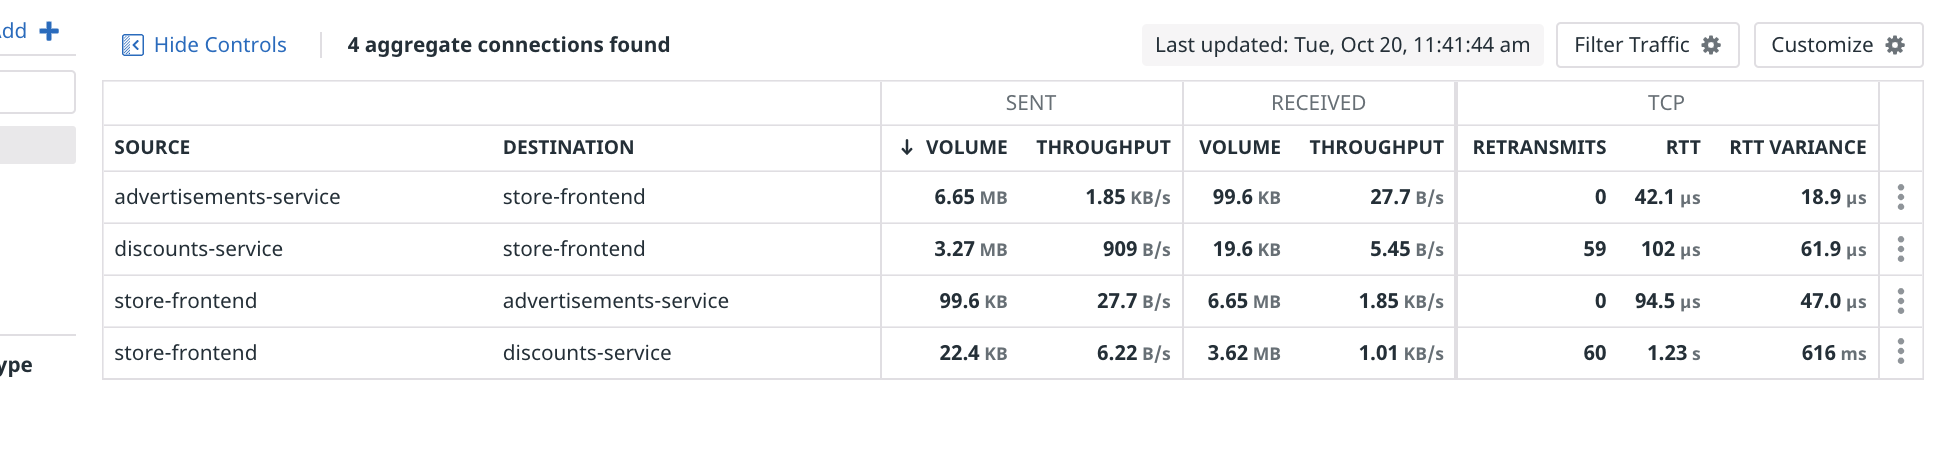 Add
Hide Controls
4 aggregate connections found
Last updated: Tue, Oct 20, 11:41:44 am
Filter Traffic
Customize
SENT RECEIVED TCP
SOURCE DESTINATION ↓ VOLUME THROUGHPUT VOLUME THROUGHPUT RETRANSMITS RTT RTT VARIANCE
advertisements-service store-frontend 6.65 MB 1.85 KB/s 99.6 KB 27.7 B/s 0 42.1 µs 18.9 µs
discounts-service store-frontend 3.27 MB 909 B/s 19.6 KB 5.45 B/s 59 102 µs 61.9 µs
store-frontend advertisements-service 99.6 KB 27.7 B/s 6.65 MB 1.85 KB/s 0 94.5 µs 47.0 µs
store-frontend discounts-service 22.4 KB 6.22 B/s 3.62 MB 1.01 KB/s 60 1.23 s 616 ms
ype